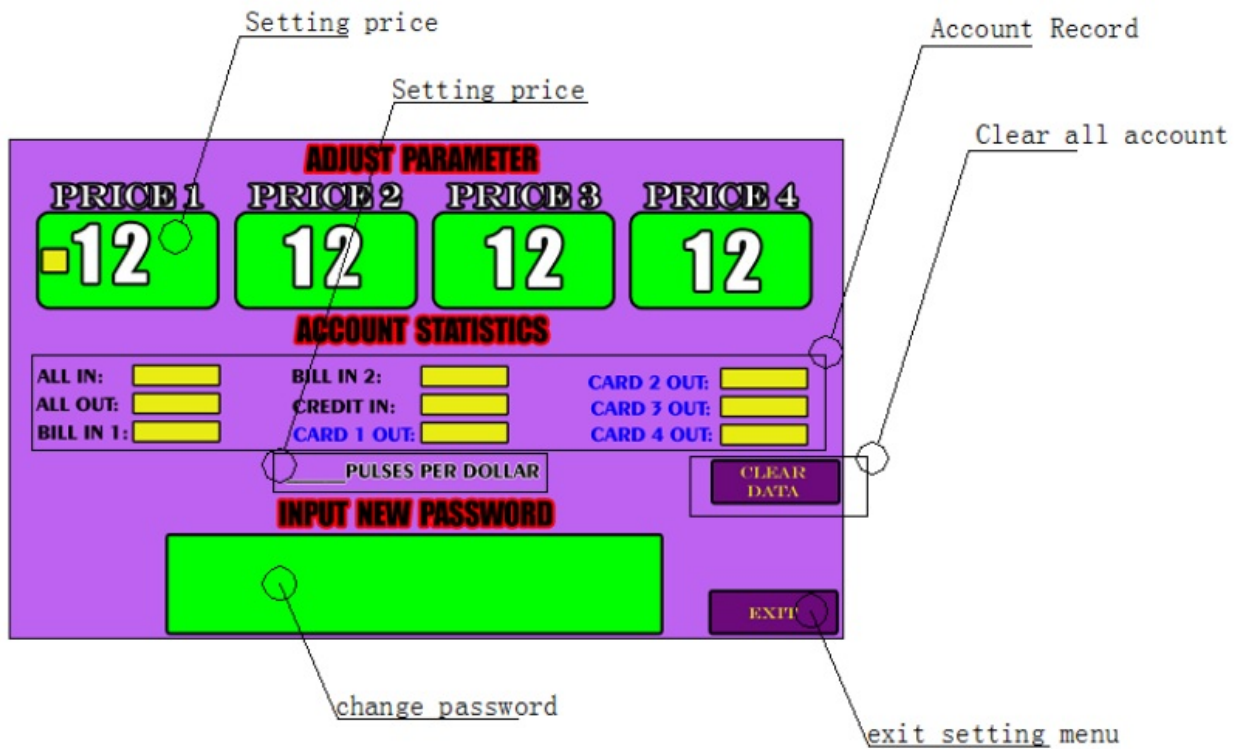 Setting price
Account Record
Setting price
Clear all account
ADJUST PARAMETER
PRICE 1 PRICE 2 PRICE 3 PRICE 4
12 12 12 12
ACCOUNT STATISTICS
ALL IN: BILL IN 2: CARD 2 OUT:
ALL OUT: CREDIT IN: CARD 3 OUT:
BILL IN 1: CARD 1 OUT: CARD 4 OUT:
_____PULSES PER DOLLAR
CLEAR
DATA
INPUT NEW PASSWORD
EXIT
change password
exit setting menu